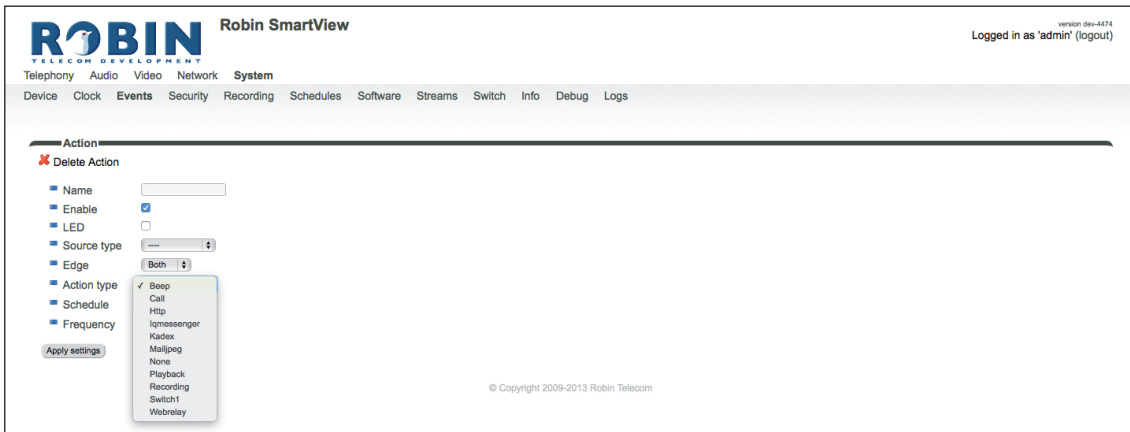 ROBIN
TELECOM DEVELOPMENT
Robin SmartView
version dev-4474
Logged in as 'admin' (logout)
Telephony Audio Video Network System
Device Clock Events Security Recording Schedules Software Streams Switch Info Debug Logs
Action
Delete Action
Name
Enable
LED
Source type ----
Edge Both
Action type ✓ Beep
Call
Schedule
Http
Iqmessenger
Frequency
Kadex
Mailjpeg
Apply settings
None
Playback
Recording
Switch1
Webrelay
© Copyright 2009-2013 Robin Telecom